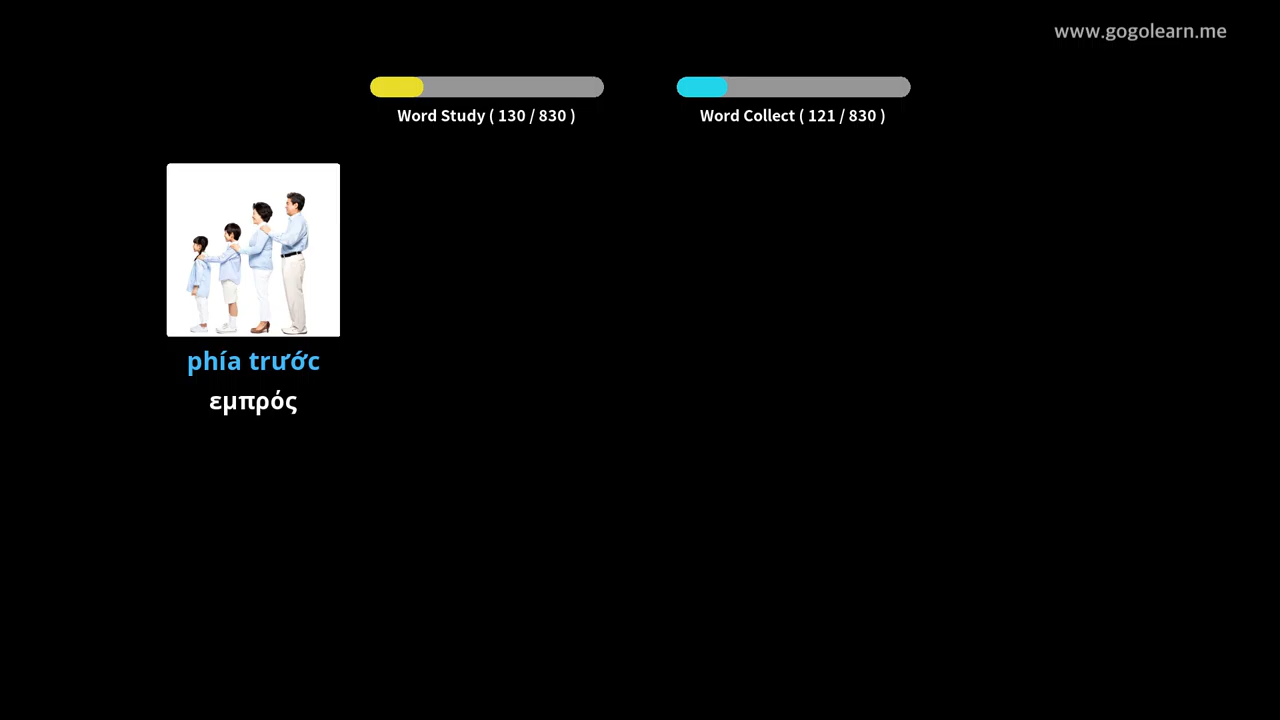 www.gogolearn.me
Word Study ( 130 / 830 )
Word Collect ( 121 / 830 )
phía trước
εμπρός